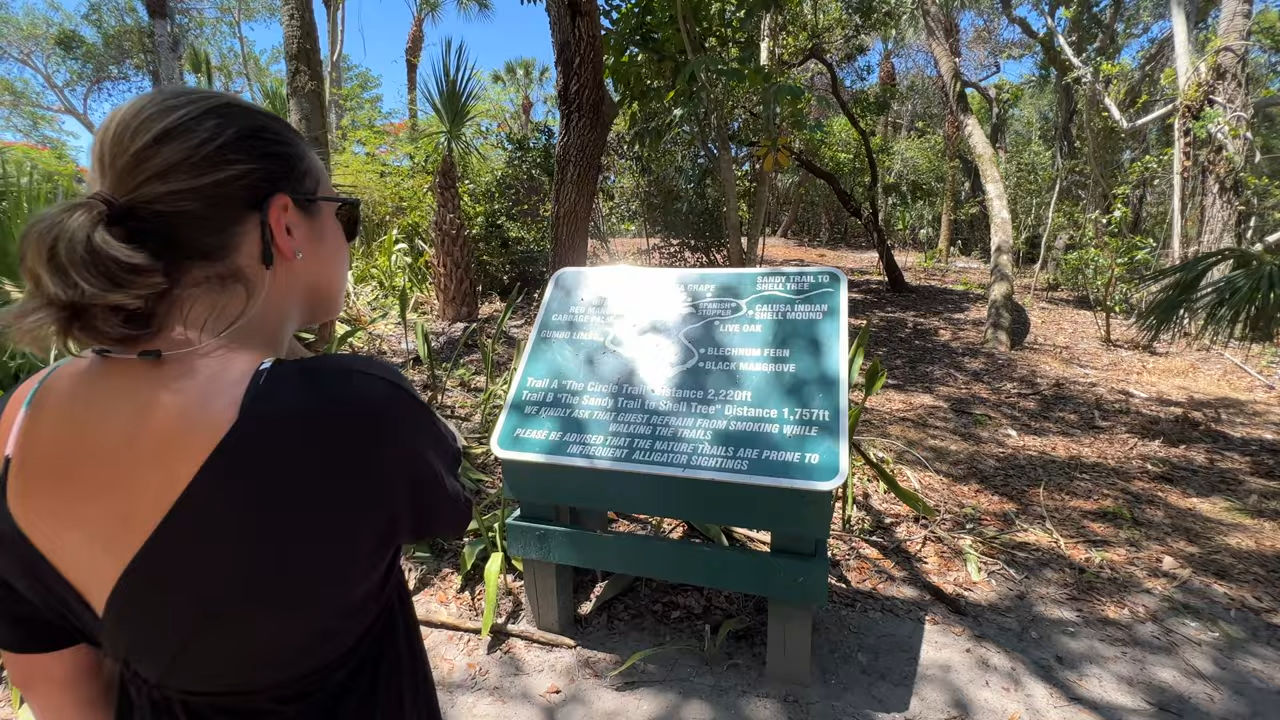 GRAPE
SANDY TRAIL TO
SHELL TREE
RED
CABBAGE
SPANISH
STOPPER
CALUSA INDIAN
SHELL MOUND
GUMBO
LIVE OAK
BLECHNUM FERN
BLACK MANGROVE
Trail A "The Circle Trail" Distance 2,220ft
Trail B "The Sandy Trail to Shell Tree" Distance 1,757ft
WE KINDLY ASK THAT GUEST REFRAIN FROM SMOKING WHILE
WALKING THE TRAILS
PLEASE BE ADVISED THAT THE NATURE TRAILS ARE PRONE TO
INFREQUENT ALLIGATOR SIGHTINGS